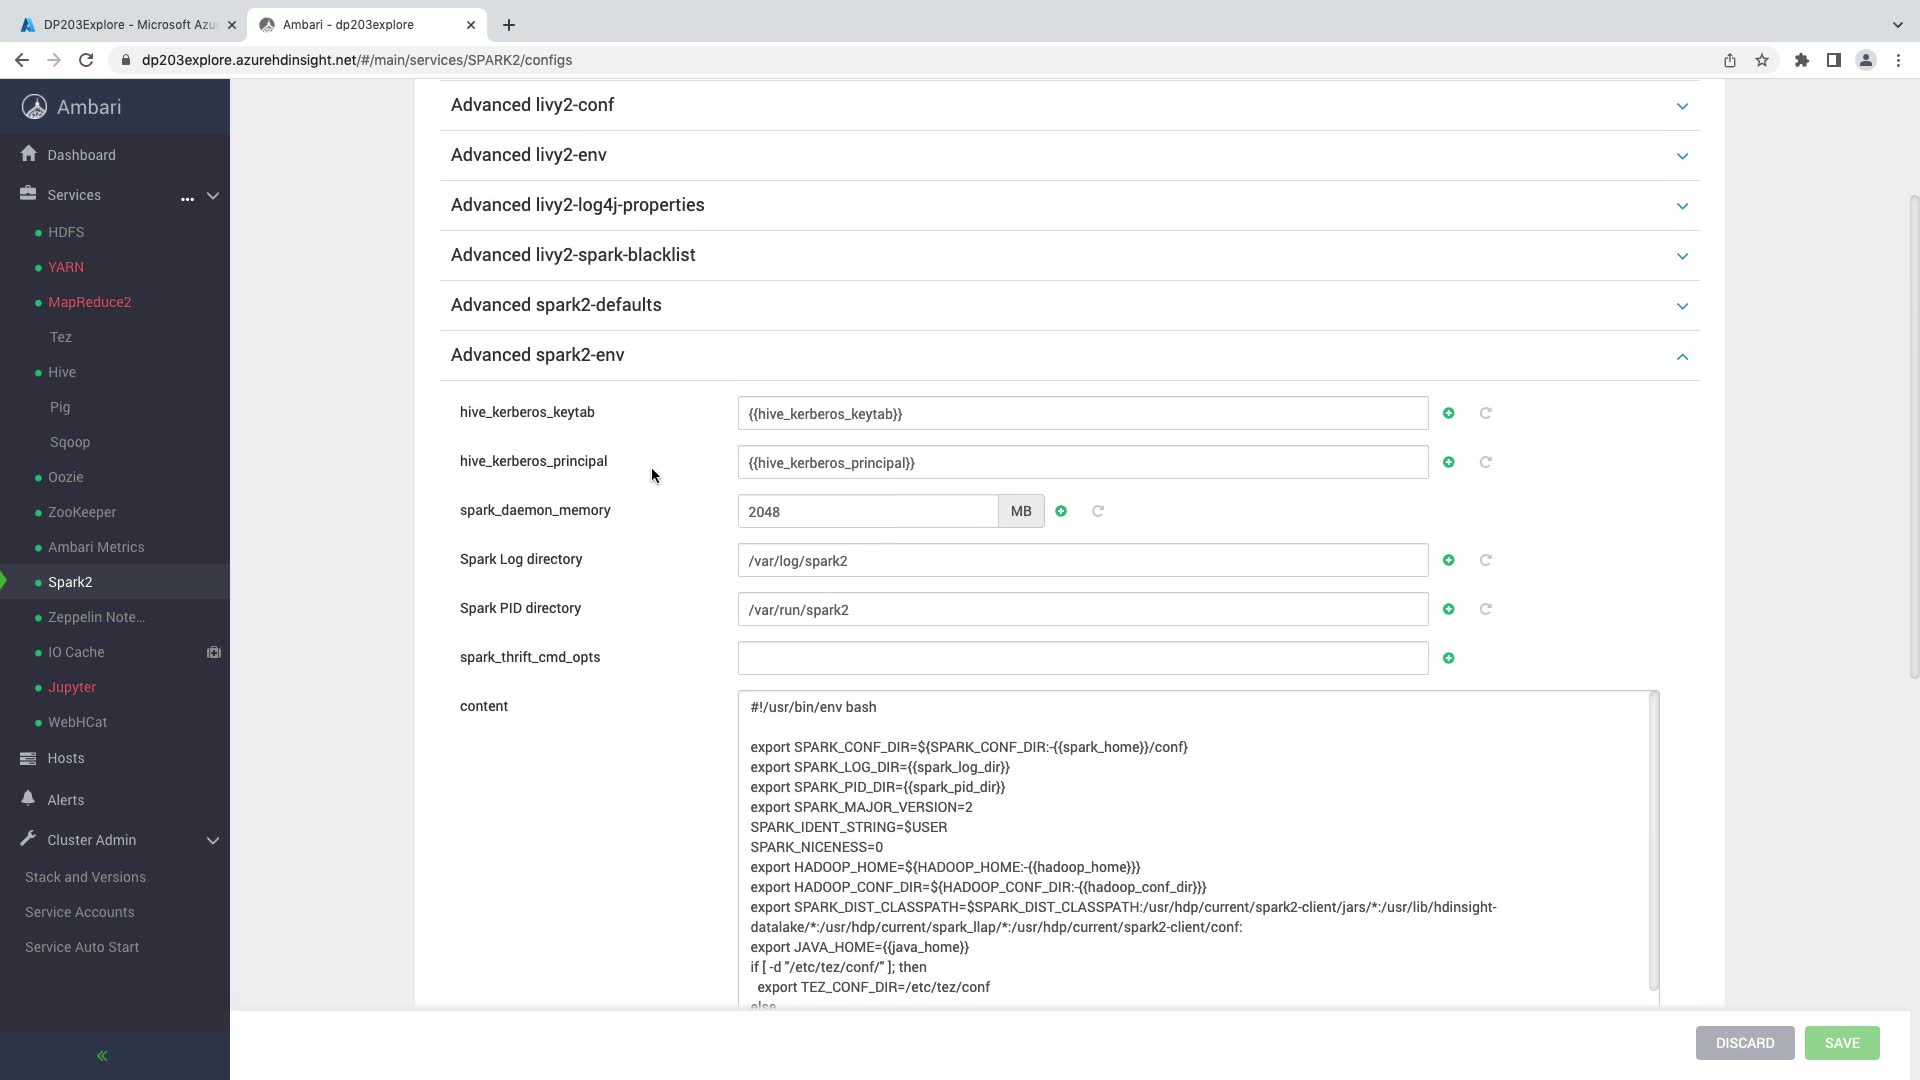 DP203Explore - Microsoft Azu
Ambari - dp203explore
dp203explore.azurehdinsight.net/#/main/services/SPARK2/configs
Ambari
Dashboard
Services
HDFS
YARN
MapReduce2
Tez
Hive
Pig
Sqoop
Oozie
ZooKeeper
Ambari Metrics
Spark2
Zeppelin Note...
IO Cache
Jupyter
WebHCat
Hosts
Alerts
Cluster Admin
Stack and Versions
Service Accounts
Service Auto Start
Advanced livy2-conf
Advanced livy2-env
Advanced livy2-log4j-properties
Advanced livy2-spark-blacklist
Advanced spark2-defaults
Advanced spark2-env
hive_kerberos_keytab {{hive_kerberos_keytab}}
hive_kerberos_principal {{hive_kerberos_principal}}
spark_daemon_memory 2048 MB
Spark Log directory /var/log/spark2
Spark PID directory /var/run/spark2
spark_thrift_cmd_opts
content
#!/usr/bin/env bash
export SPARK_CONF_DIR=${SPARK_CONF_DIR:-{{spark_home}}/conf}
export SPARK_LOG_DIR={{spark_log_dir}}
export SPARK_PID_DIR={{spark_pid_dir}}
export SPARK_MAJOR_VERSION=2
SPARK_IDENT_STRING=$USER
SPARK_NICENESS=0
export HADOOP_HOME=${HADOOP_HOME:-{{hadoop_home}}}
export HADOOP_CONF_DIR=${HADOOP_CONF_DIR:-{{hadoop_conf_dir}}}
export SPARK_DIST_CLASSPATH=$SPARK_DIST_CLASSPATH:/usr/hdp/current/spark2-client/jars/*:/usr/lib/hdinsight-
datalake/*:/usr/hdp/current/spark_llap/*:/usr/hdp/current/spark2-client/conf:
export JAVA_HOME={{java_home}}
if [ -d "/etc/tez/conf/" ]; then
export TEZ_CONF_DIR=/etc/tez/conf
else
DISCARD
SAVE